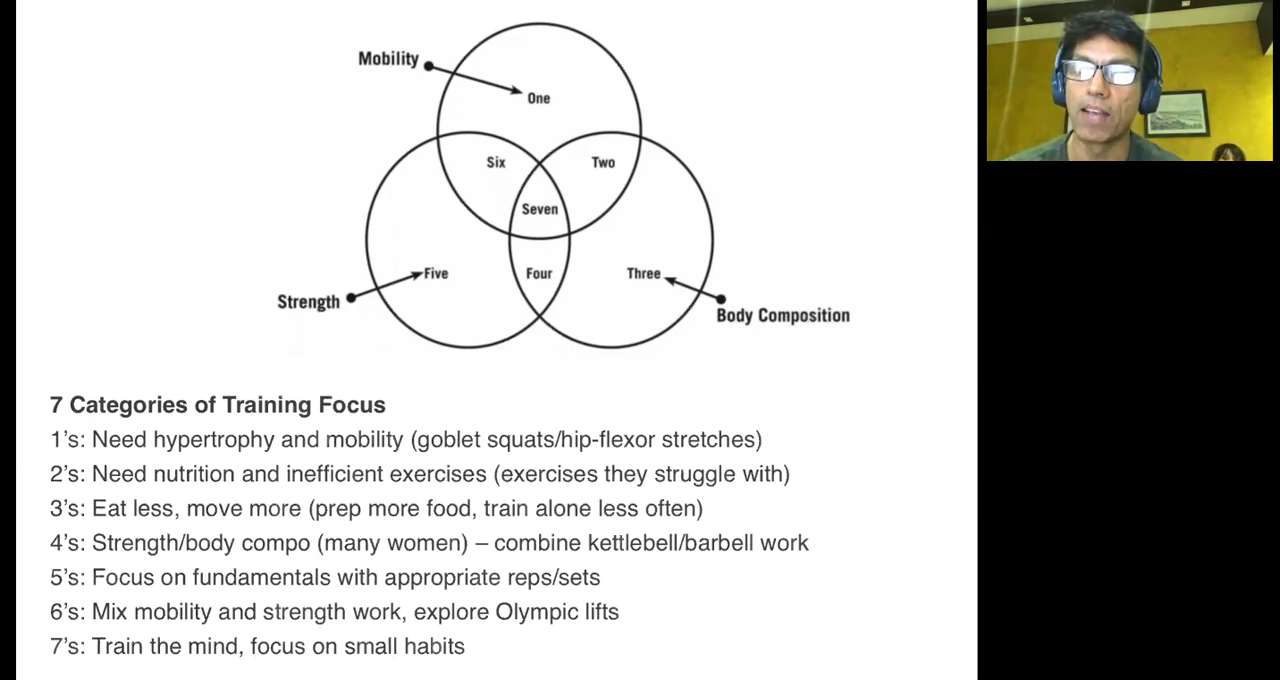 Mobility
One
Six
Two
Seven
Five
Four
Three
Strength
Body Composition
7 Categories of Training Focus
1's: Need hypertrophy and mobility (goblet squats/hip-flexor stretches)
2's: Need nutrition and inefficient exercises (exercises they struggle with)
3's: Eat less, move more (prep more food, train alone less often)
4's: Strength/body compo (many women) – combine kettlebell/barbell work
5's: Focus on fundamentals with appropriate reps/sets
6's: Mix mobility and strength work, explore Olympic lifts
7's: Train the mind, focus on small habits